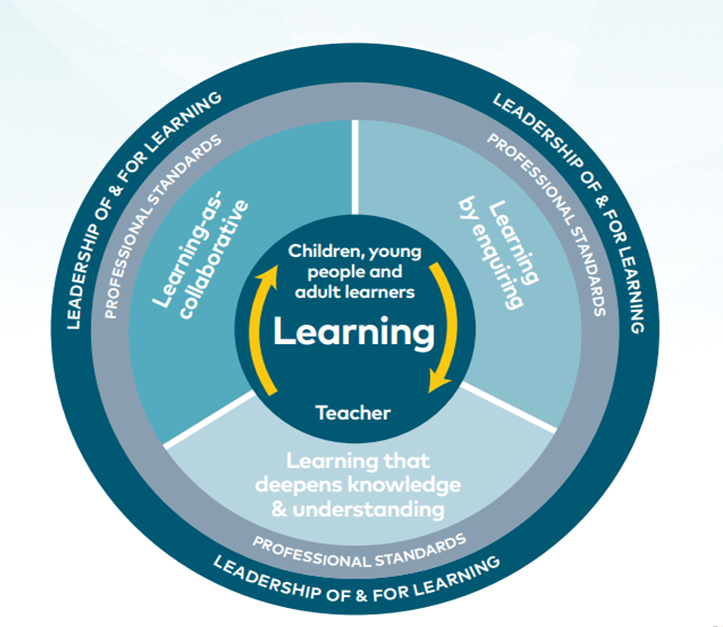 LEADERSHIP OF & FOR LEARNING
LEADERSHIP OF & FOR LEARNING
PROFESSIONAL STANDARDS
PROFESSIONAL STANDARDS
Learning-as-
collaborative
Learning
by enquiring
Children, young
people and
adult learners
Learning
Teacher
Learning that
deepens knowledge
& understanding
PROFESSIONAL STANDARDS
LEADERSHIP OF & FOR LEARNING